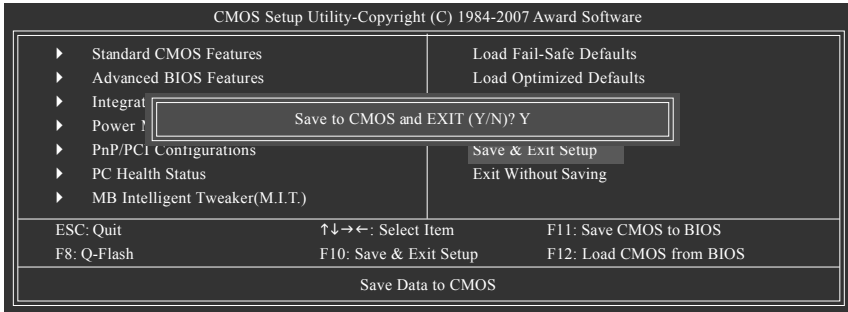 CMOS Setup Utility-Copyright (C) 1984-2007 Award Software
Standard CMOS Features
Advanced BIOS Features
Power
PnP/PCI Configurations
PC Health Status
MB Intelligent Tweaker(M.I.T.)
Load Fail-Safe Defaults
Load Optimized Defaults
Save to CMOS and EXIT (Y/N)? Y
Save & Exit Setup
Exit Without Saving
ESC: Quit
↑↓→←: Select Item
F11: Save CMOS to BIOS
F8: Q-Flash
F10: Save & Exit Setup
F12: Load CMOS from BIOS
Save Data to CMOS